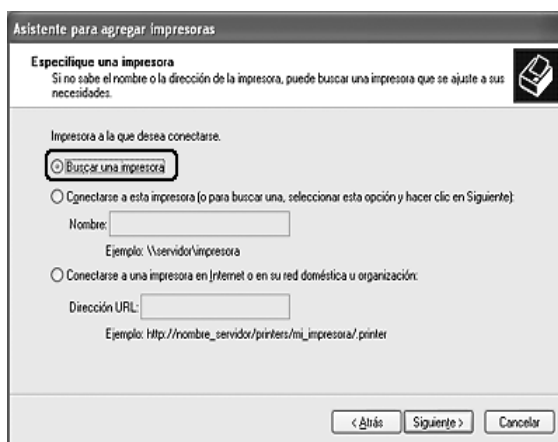 Asistente para agregar impresoras
Especifique una impresora
Si no sabe el nombre o la dirección de la impresora, puede buscar una impresora que se ajuste a sus
necesidades.
Impresora a la que desea conectarse.
Buscar una impresora
Conectarse a esta impresora (o para buscar una, seleccionar esta opción y hacer clic en Siguiente):
Nombre:
Ejemplo: \\servidor\impresora
Conectarse a una impresora en Internet o en su red doméstica u organización:
Dirección URL:
Ejemplo: http://nombre_servidor/printers/mi_impresora/.printer
< Atrás Siguiente > Cancelar